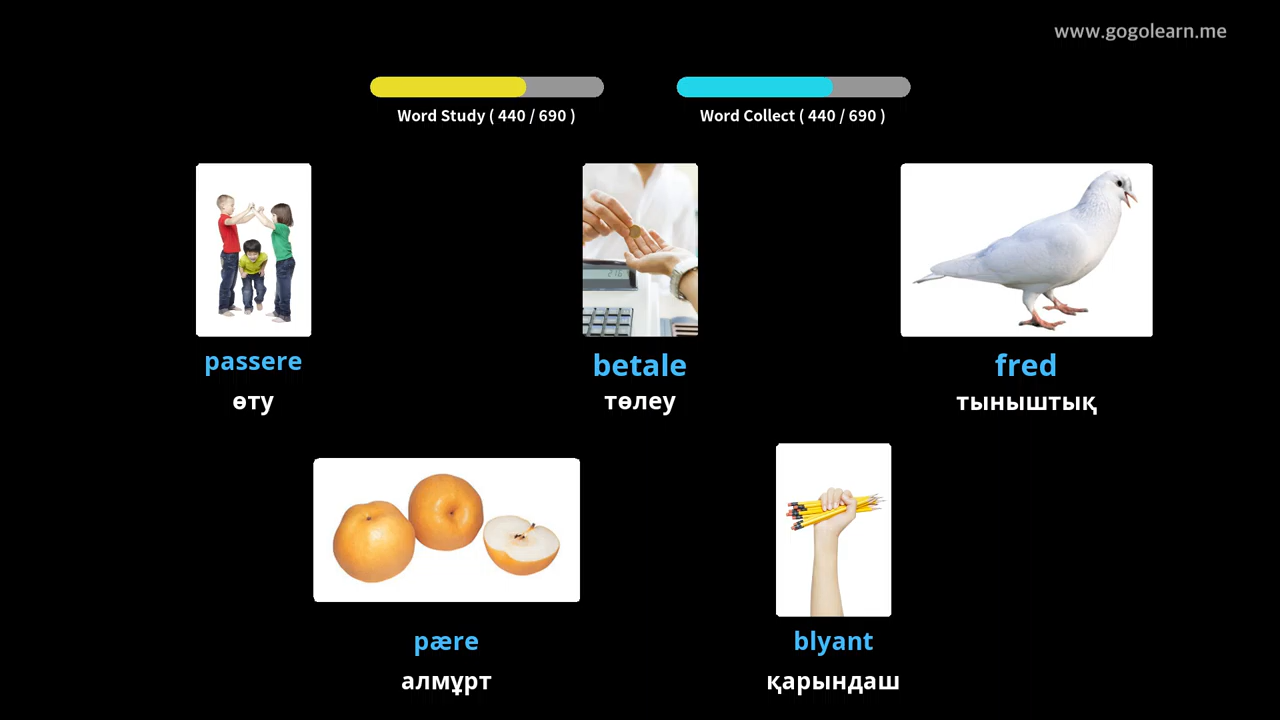 www.gogolearn.me
Word Study ( 440 / 690 )
Word Collect ( 440 / 690 )
passere
өту
betale
төлеу
fred
тыныштық
pære
алмұрт
blyant
қарындаш